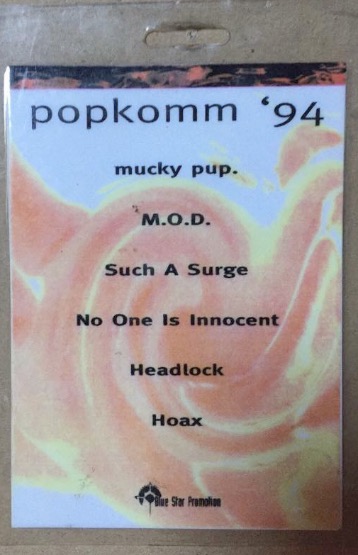 popkomm ‘94
mucky pup.
M.O.D.
Such A Surge
No One Is Innocent
Headlock
Hoax
Blue Star Promotion